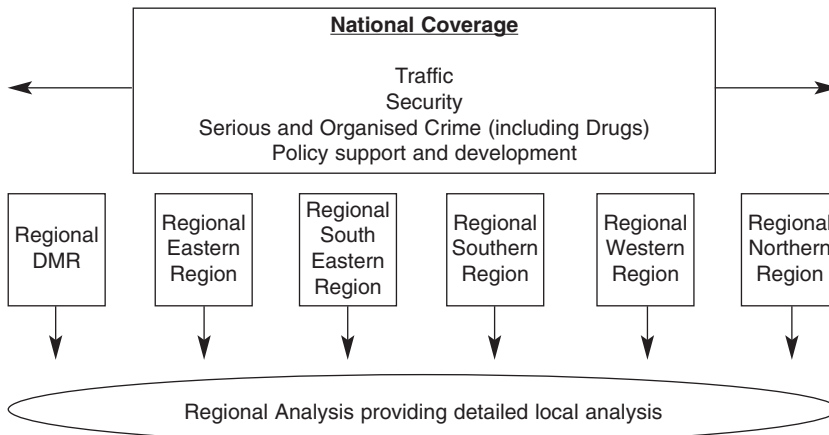 National Coverage
Traffic
Security
Serious and Organised Crime (including Drugs)
Policy support and development
Regional
DMR
Regional
Eastern
Region
Regional
South
Eastern
Region
Regional
Southern
Region
Regional
Western
Region
Regional
Northern
Region
Regional Analysis providing detailed local analysis